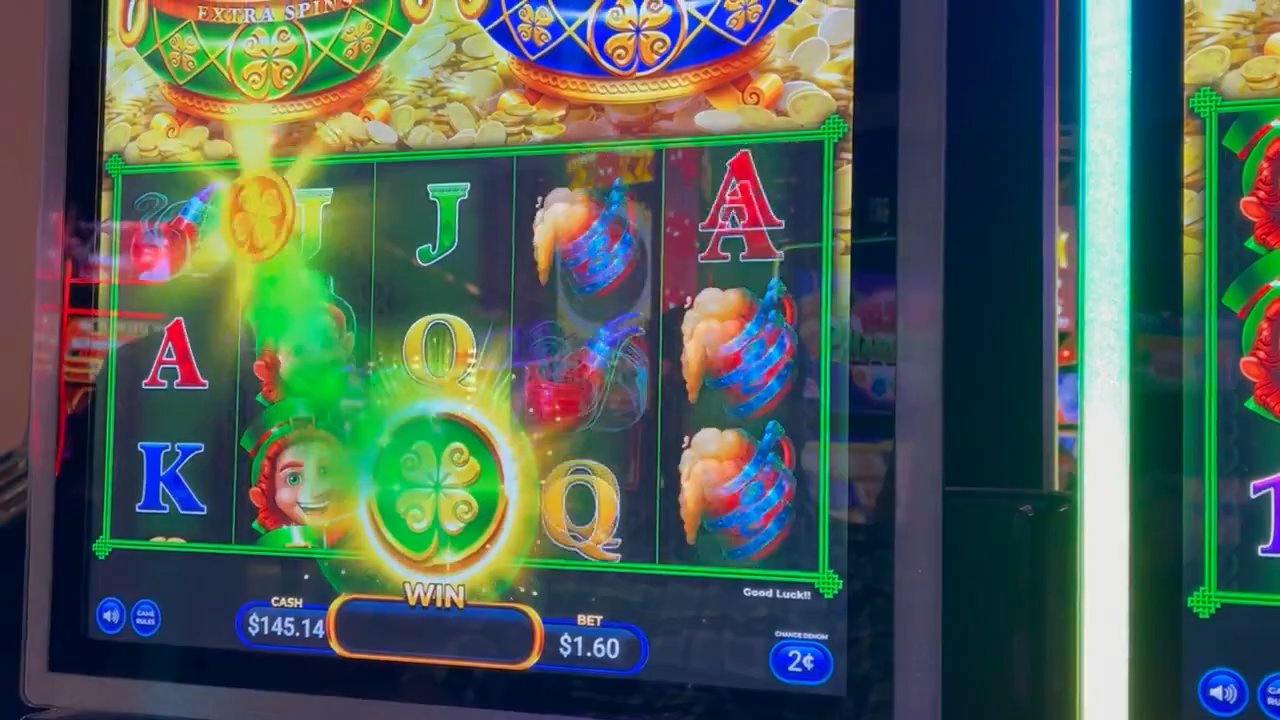 EXTRA SPINS
J
J
A
A
Q
K
Q
WIN
Good Luck!!
GAME
RULES
CASH
$145.14
BET
$1.60
CHANGE DENOM
2¢